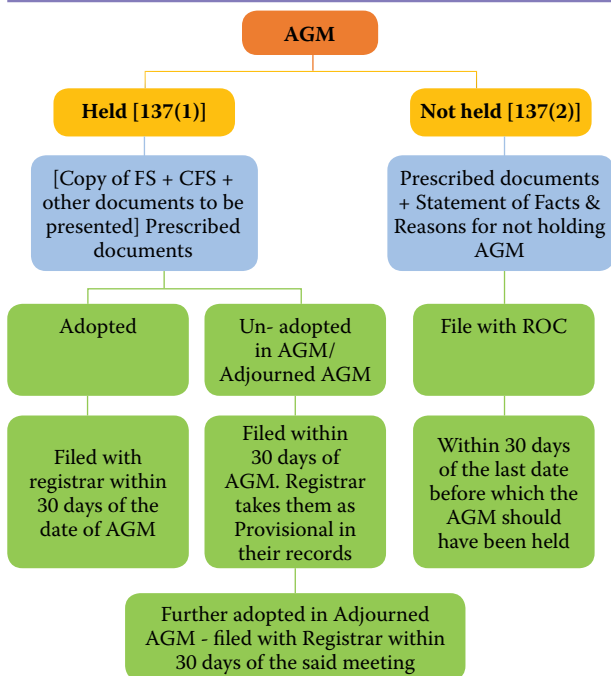 AGM
Held [137(1)]
Not held [137(2)]
[Copy of FS + CFS +
other documents to be
presented] Prescribed
documents
Prescribed documents
+ Statement of Facts &
Reasons for not holding
AGM
Adopted
Un- adopted
in AGM/
Adjourned AGM
File with ROC
Filed with
registrar within
30 days of the
date of AGM
Filed within
30 days of
AGM. Registrar
takes them as
Provisional in
their records
Within 30 days
of the last date
before which the
AGM should
have been held
Further adopted in Adjourned
AGM - filed with Registrar within
30 days of the said meeting